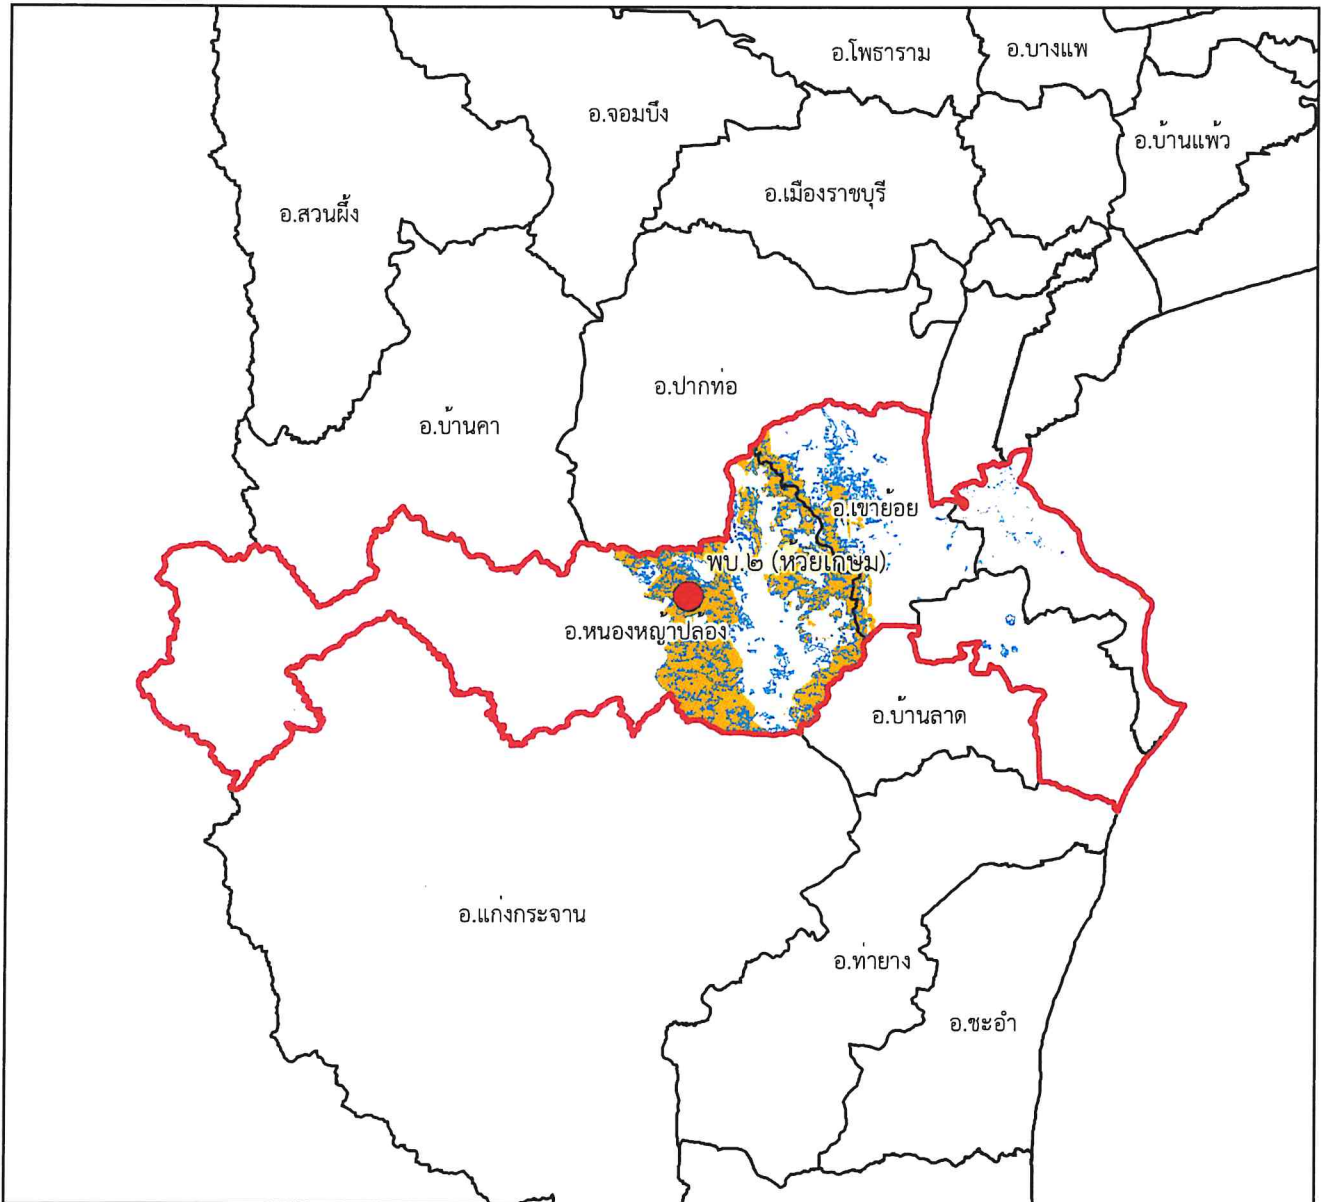 อ.โพธาราม
อ.บางแพ
อ.จอมบึง
อ.บ้านแพ้ว
อ.เมืองราชบุรี
อ.สวนผึ้ง
อ.ปากท่อ
อ.บ้านคา
อ.เขาย้อย
พบ.๒ (ห้วยเกษม)
อ.หนองหญ้าปล้อง
อ.บ้านลาด
อ.แก่งกระจาน
อ.ท่ายาง
อ.ชะอำ